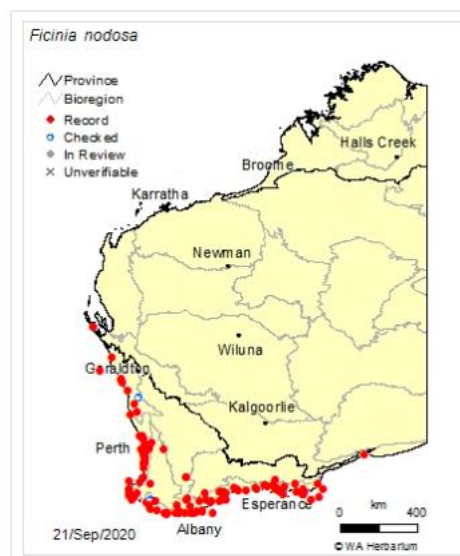 Ficinia nodosa
Province
Bioregion
Record
Checked
In Review
Unverifiable
Halls Creek
Broome
Karratha
Newman
Wiluna
Geraldton
Kalgoorlie
Perth
Esperance
Albany
km
0 400
21/Sep/2020
© WA Herbarium